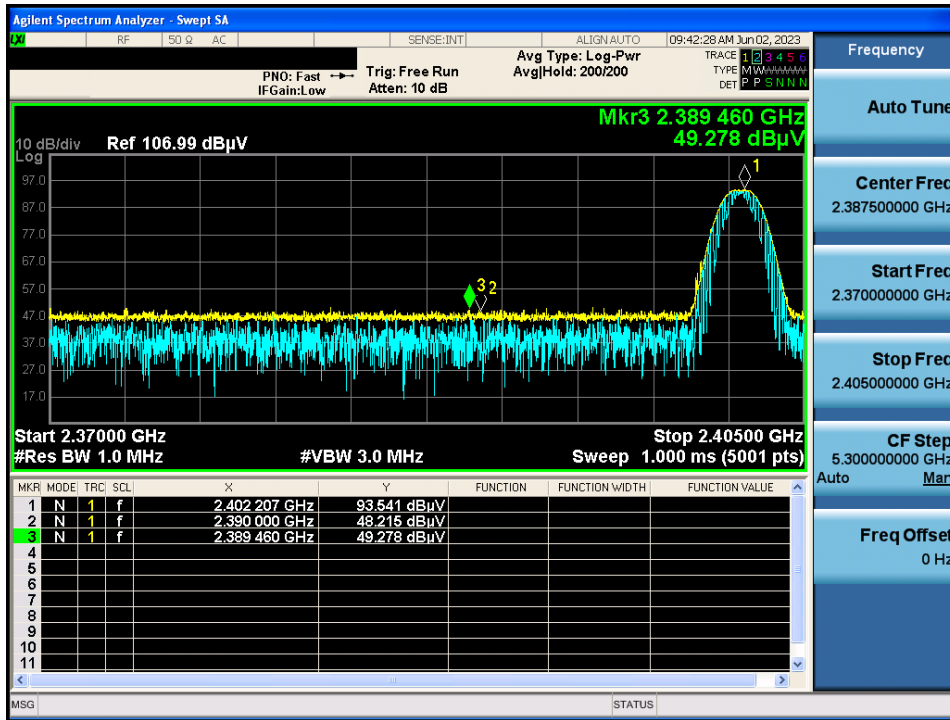 Agilent Spectrum Analyzer - Swept SA
LXI RF 50 Ω AC SENSE:INT ALIGN AUTO 09:42:28 AM Jun 02, 2023
Frequency
PNO: Fast
IFGain:Low
Trig: Free Run
Atten: 10 dB
Avg Type: Log-Pwr
Avg|Hold: 200/200
TRACE 1 2 3 4 5 6
TYPE M W W W W W
DET P P S N N N
Auto Tune
Mkr3 2.389 460 GHz
49.278 dBµV
10 dB/div Ref 106.99 dBµV
Log
97.0
87.0
77.0
67.0
57.0
47.0
37.0
27.0
17.0
1
3 2
Start 2.37000 GHz Stop 2.40500 GHz
#Res BW 1.0 MHz #VBW 3.0 MHz Sweep 1.000 ms (5001 pts)
Center Freq
2.387500000 GHz
Start Freq
2.370000000 GHz
Stop Freq
2.405000000 GHz
CF Step
5.300000000 GHz
Auto Man
Freq Offset
0 Hz
MKR MODE TRC SCL X Y FUNCTION FUNCTION WIDTH FUNCTION VALUE
1 N 1 f 2.402 207 GHz 93.541 dBµV
2 N 1 f 2.390 000 GHz 48.215 dBµV
3 N 1 f 2.389 460 GHz 49.278 dBµV
4
5
6
7
8
9
10
11
MSG STATUS